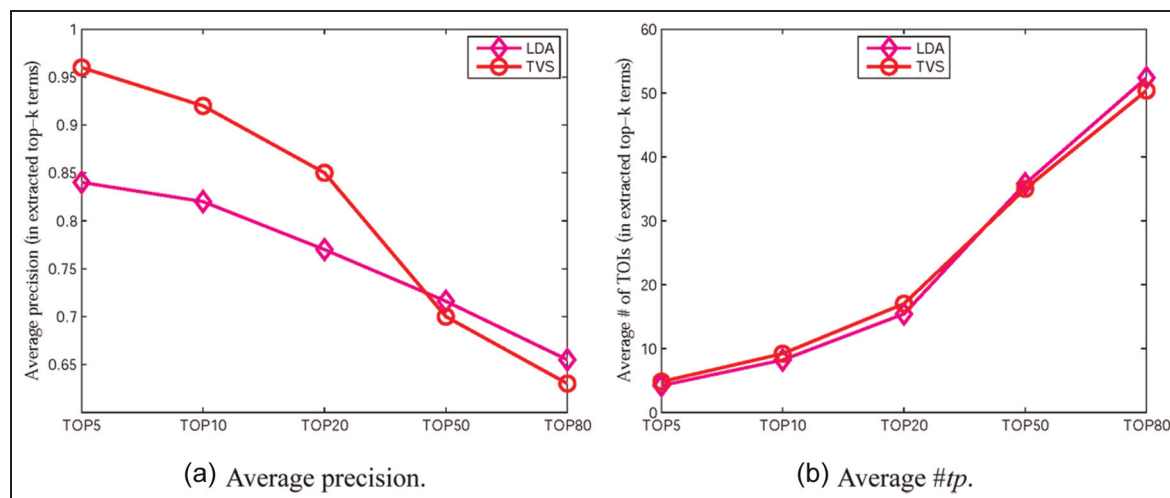 Average precision (in extracted top-k terms)
1
0.95
0.9
0.85
0.8
0.75
0.7
0.65
TOP5 TOP10 TOP20 TOP50 TOP80
LDA
TVS
(a) Average precision.
Average # of TOIs (in extracted top-k terms)
60
50
40
30
20
10
0
TOP5 TOP10 TOP20 TOP50 TOP80
LDA
TVS
(b) Average #tp.